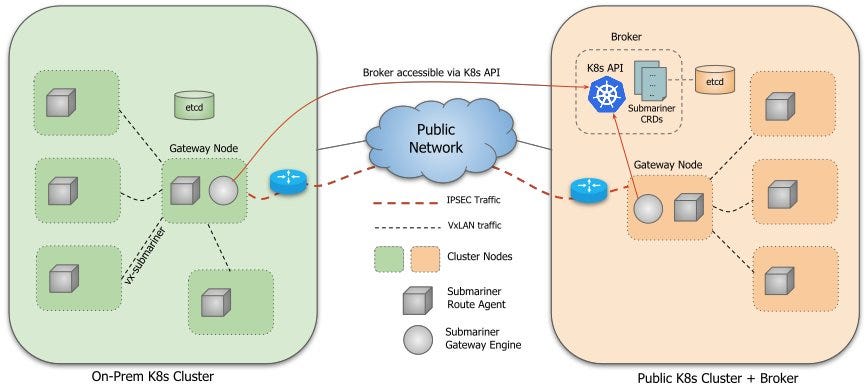 Broker
K8s API
Broker accessible via K8s API
etcd
etcd
Submariner
CRDs
Public
Network
Gateway Node
Gateway Node
vx-submariner
IPSEC Traffic
VxLAN traffic
Cluster Nodes
Submariner
Route Agent
Submariner
Gateway Engine
On-Prem K8s Cluster
Public K8s Cluster + Broker